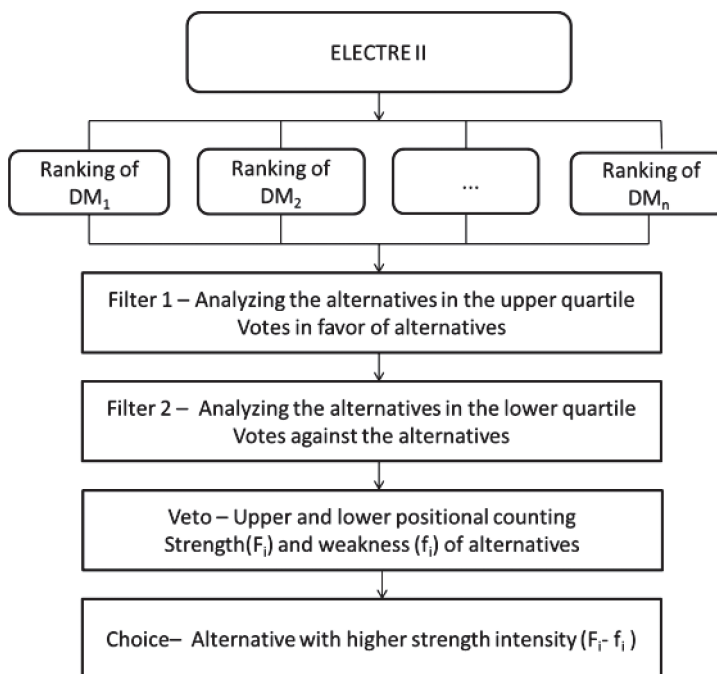 ELECTRE II
Ranking of
DM₁
Ranking of
DM₂
...
Ranking of
DMₙ
Filter 1 – Analyzing the alternatives in the upper quartile
Votes in favor of alternatives
Filter 2 – Analyzing the alternatives in the lower quartile
Votes against the alternatives
Veto – Upper and lower positional counting
Strength(Fᵢ) and weakness (fᵢ) of alternatives
Choice– Alternative with higher strength intensity (Fᵢ- fᵢ )